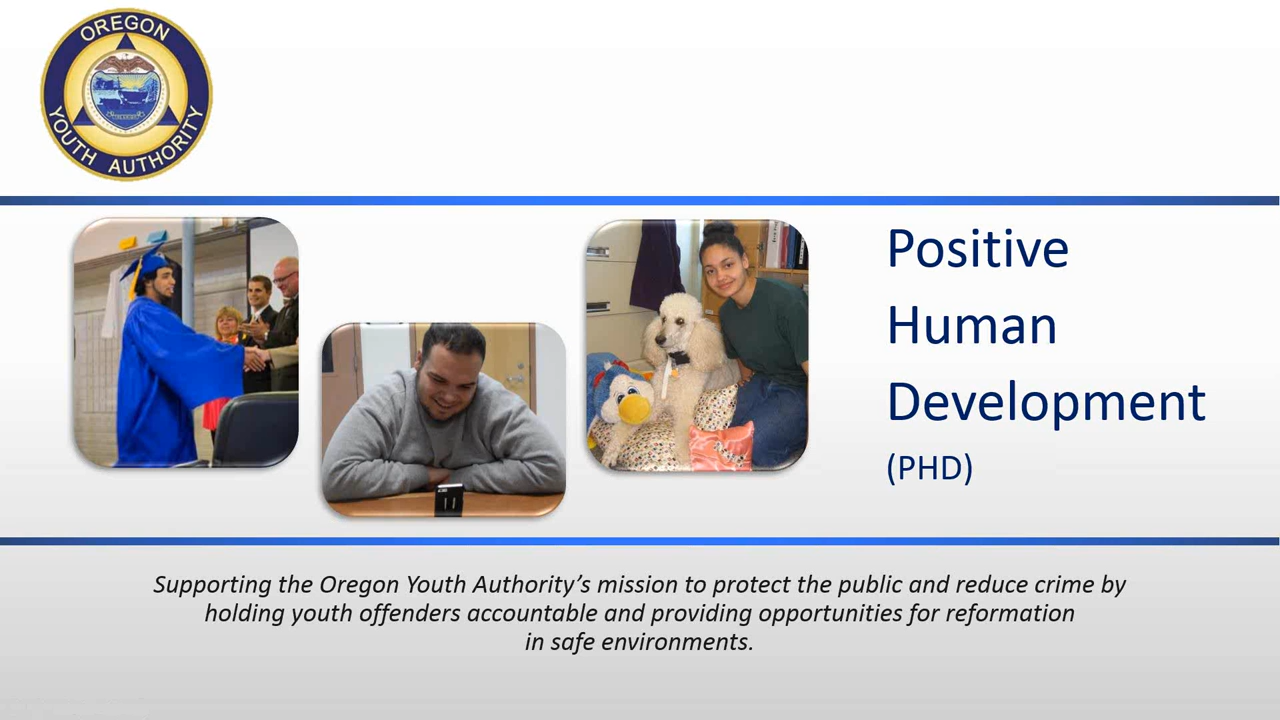 OREGON
YOUTH AUTHORITY
Positive
Human
Development
(PHD)
Supporting the Oregon Youth Authority’s mission to protect the public and reduce crime by
holding youth offenders accountable and providing opportunities for reformation
in safe environments.